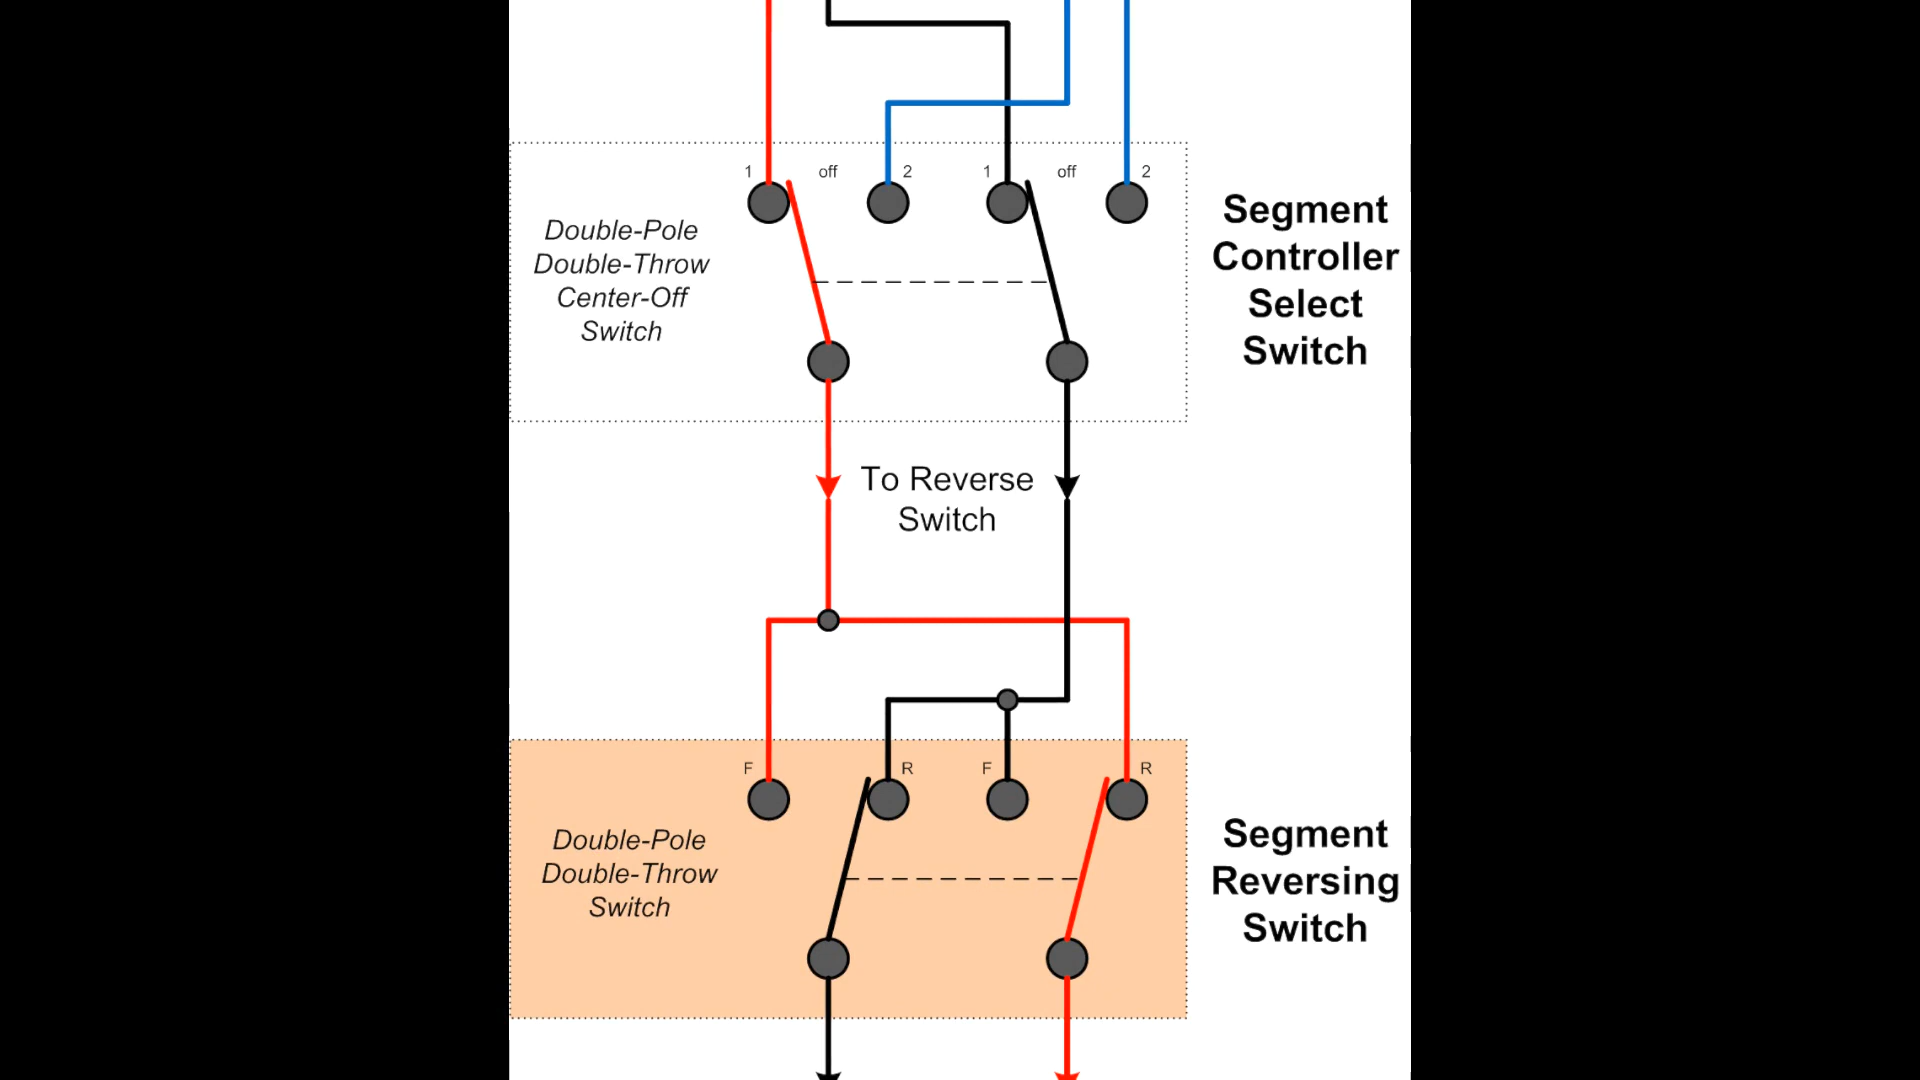 1 off 2 1 off 2
Double-Pole
Double-Throw
Center-Off
Switch
Segment
Controller
Select
Switch
To Reverse
Switch
F R F R
Double-Pole
Double-Throw
Switch
Segment
Reversing
Switch